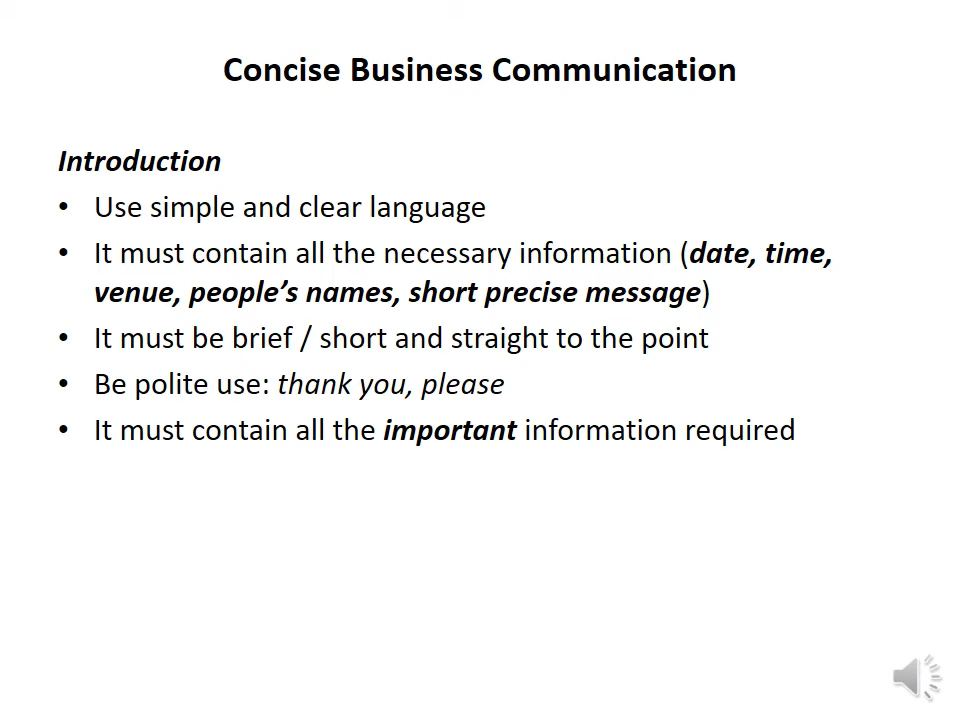 Concise Business Communication
Introduction
• Use simple and clear language
• It must contain all the necessary information (date, time,
venue, people’s names, short precise message)
• It must be brief / short and straight to the point
• Be polite use: thank you, please
• It must contain all the important information required